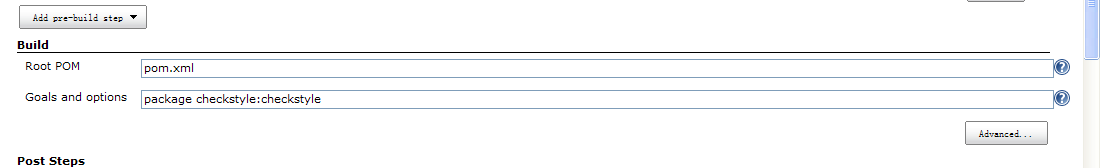 Add pre-build step
Build
Root POM
pom.xml
Goals and options
package checkstyle:checkstyle
Advanced...
Post Steps